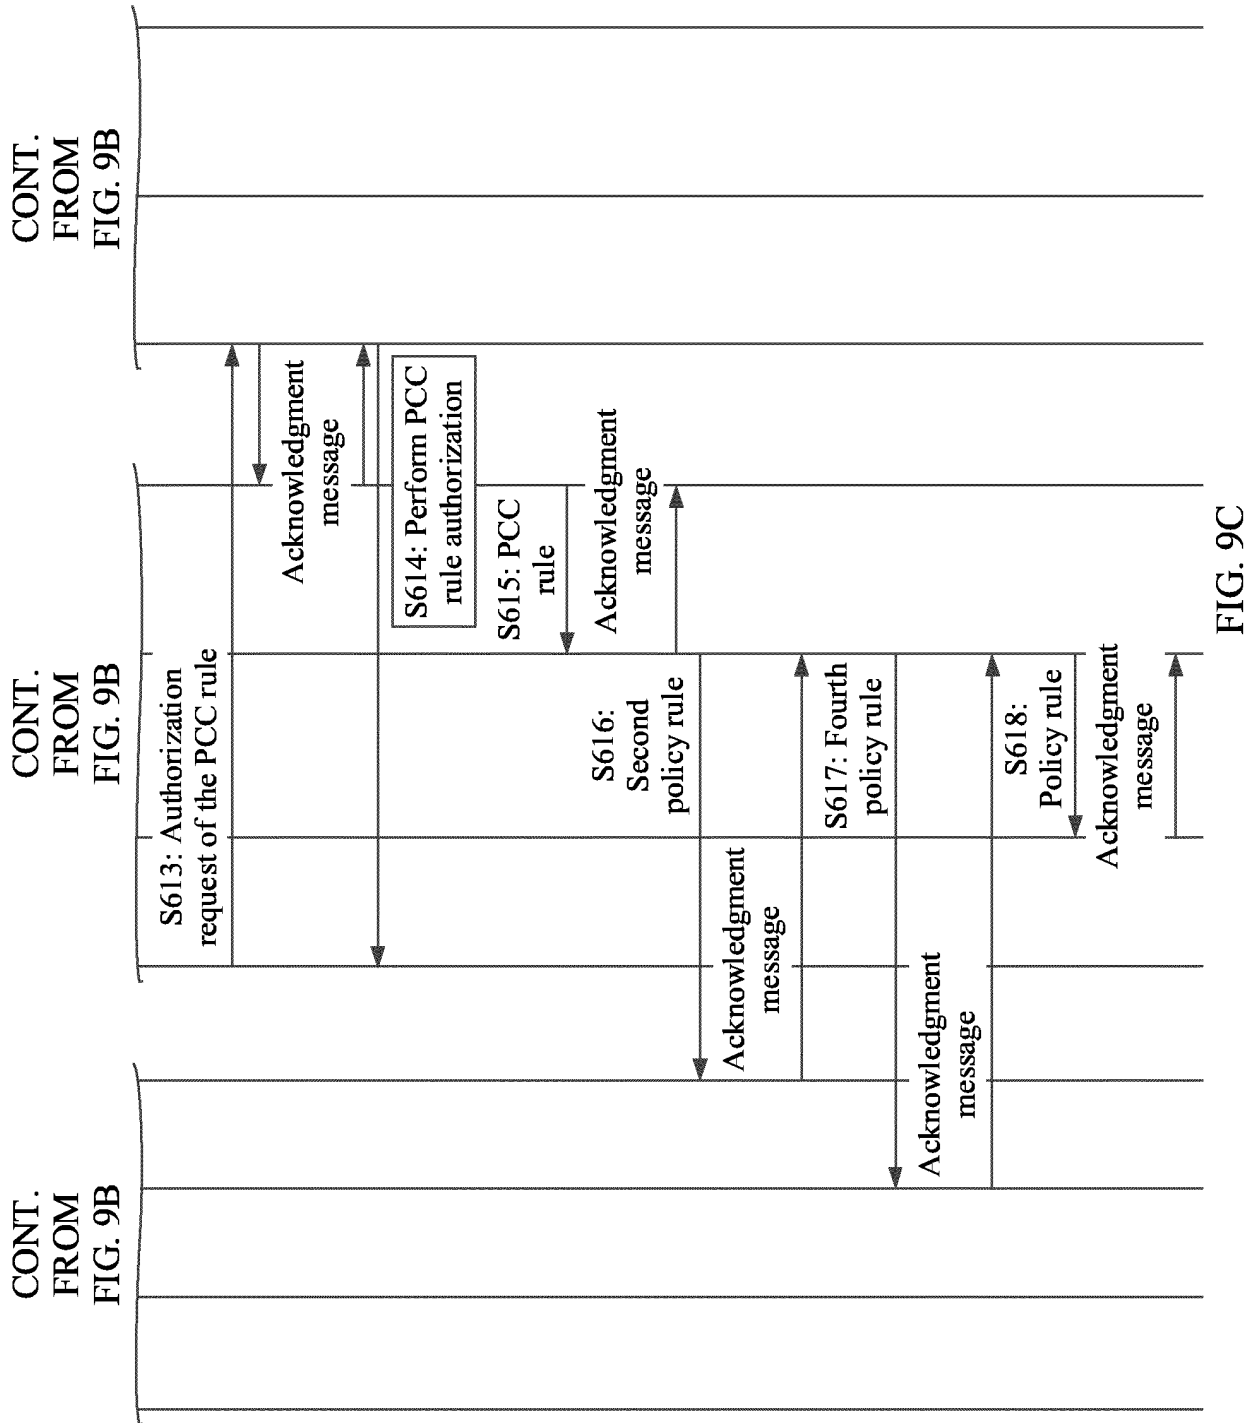 CONT.
FROM
FIG. 9B
CONT.
FROM
FIG. 9B
CONT.
FROM
FIG. 9B
S613: Authorization
request of the PCC rule
Acknowledgment
message
S614: Perform PCC
rule authorization
S615: PCC
rule
Acknowledgment
message
S616:
Second
policy rule
Acknowledgment
message
S617: Fourth
policy rule
Acknowledgment
message
S618:
Policy rule
Acknowledgment
message
FIG. 9C